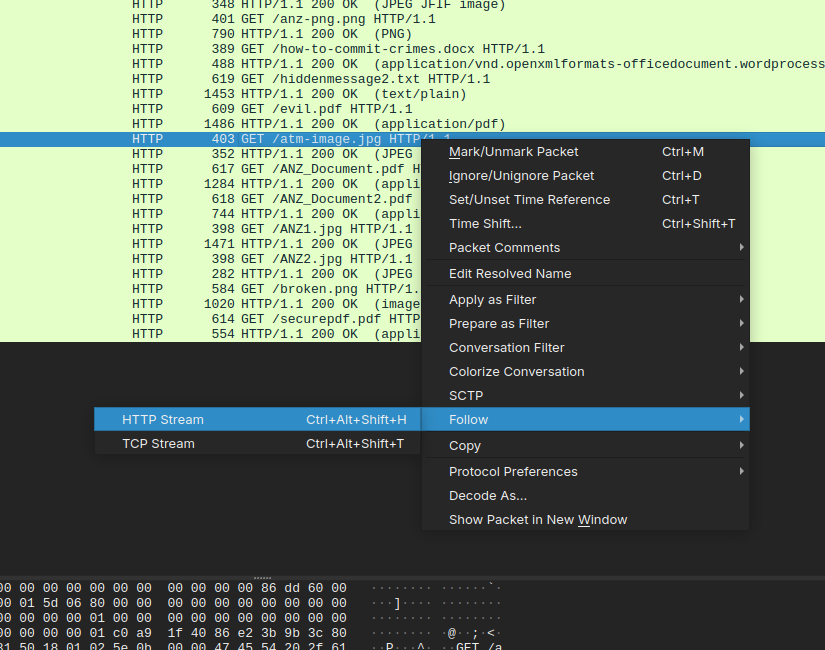 HTTP 348 HTTP/1.1 200 OK (JPEG JFIF image)
HTTP 401 GET /anz-png.png HTTP/1.1
HTTP 790 HTTP/1.1 200 OK (PNG)
HTTP 389 GET /how-to-commit-crimes.docx HTTP/1.1
HTTP 488 HTTP/1.1 200 OK (application/vnd.openxmlformats-officedocument.wordprocess
HTTP 619 GET /hiddenmessage2.txt HTTP/1.1
HTTP 1453 HTTP/1.1 200 OK (text/plain)
HTTP 609 GET /evil.pdf HTTP/1.1
HTTP 1486 HTTP/1.1 200 OK (application/pdf)
HTTP 403 GET /atm-image.jpg HTTP/1.1
HTTP 352 HTTP/1.1 200 OK (JPEG
HTTP 617 GET /ANZ_Document.pdf H
HTTP 1284 HTTP/1.1 200 OK (appli
HTTP 618 GET /ANZ_Document2.pdf
HTTP 744 HTTP/1.1 200 OK (appli
HTTP 398 GET /ANZ1.jpg HTTP/1.1
HTTP 1471 HTTP/1.1 200 OK (JPEG
HTTP 398 GET /ANZ2.jpg HTTP/1.1
HTTP 282 HTTP/1.1 200 OK (JPEG
HTTP 584 GET /broken.png HTTP/1.
HTTP 1020 HTTP/1.1 200 OK (image
HTTP 614 GET /securepdf.pdf HTTP
HTTP 554 HTTP/1.1 200 OK (appli
Mark/Unmark Packet Ctrl+M
Ignore/Unignore Packet Ctrl+D
Set/Unset Time Reference Ctrl+T
Time Shift... Ctrl+Shift+T
Packet Comments
Edit Resolved Name
Apply as Filter
Prepare as Filter
Conversation Filter
Colorize Conversation
SCTP
Follow
HTTP Stream Ctrl+Alt+Shift+H
TCP Stream Ctrl+Alt+Shift+T
Copy
Protocol Preferences
Decode As...
Show Packet in New Window
00 00 00 00 00 00 00 00 00 00 00 86 dd 60 00 ········ ······`·
00 01 5d 06 80 00 00 00 00 00 00 00 00 00 00 ···]···· ········
00 00 00 00 01 00 00 00 00 00 00 00 00 00 00 ········ ········
00 00 00 00 01 c0 a9 1f 40 86 e2 3b 9b 3c 80 ········ ·@··;·<·
31 50 18 01 02 5e 0b 00 00 47 45 54 20 2f 61 ··P···^· ··GET /a